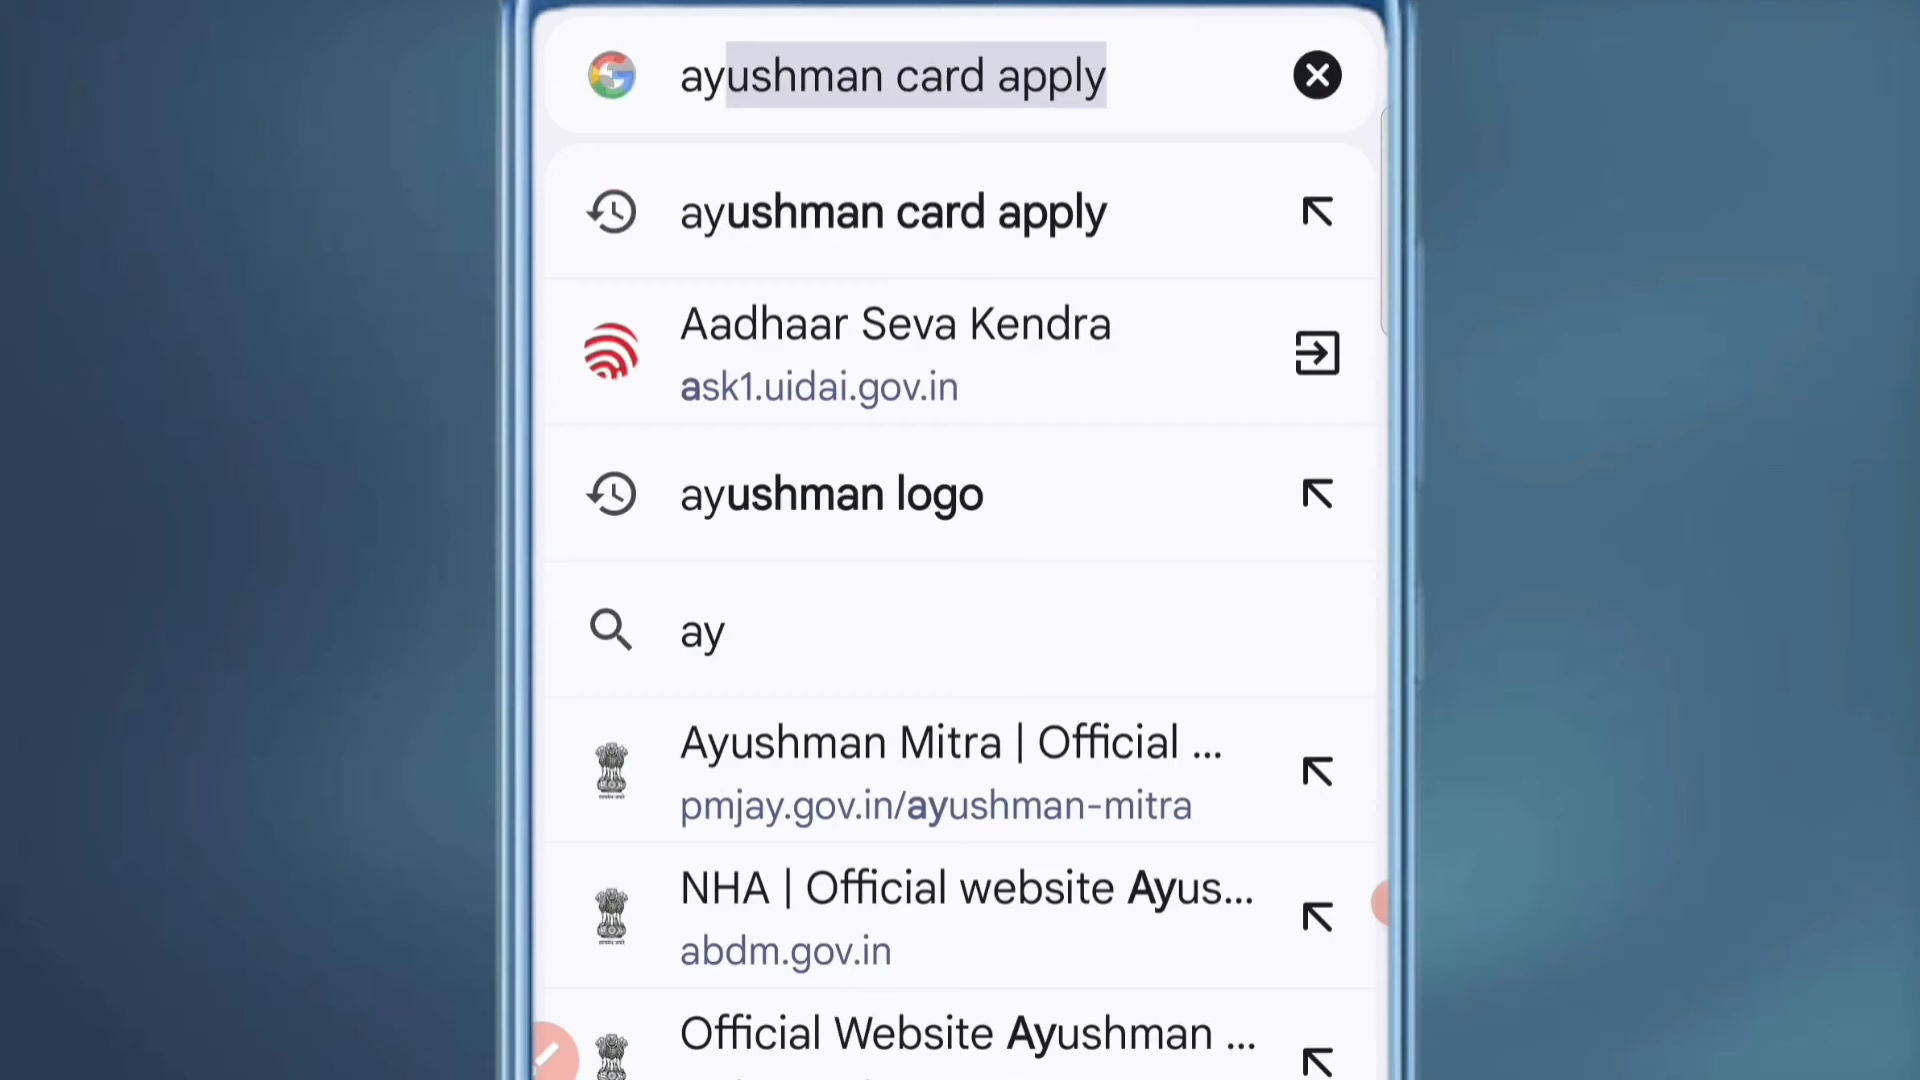 ayushman card apply
ayushman card apply
Aadhaar Seva Kendra
ask1.uidai.gov.in
ayushman logo
ay
Ayushman Mitra | Official ...
pmjay.gov.in/ayushman-mitra
NHA | Official website Ayus...
abdm.gov.in
Official Website Ayushman ...